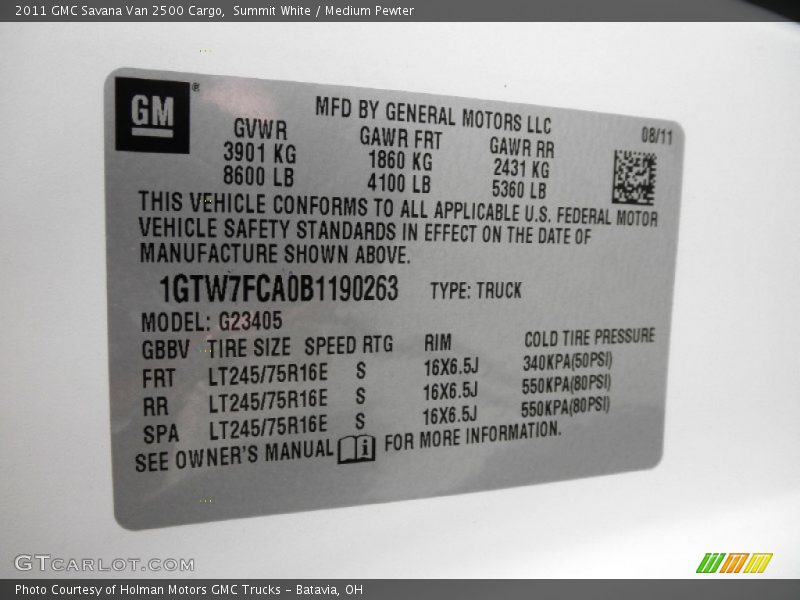 2011 GMC Savana Van 2500 Cargo,  Summit White / Medium Pewter
GM ®
MFD BY GENERAL MOTORS LLC
08/11
GVWR GAWR FRT GAWR RR
3901 KG 1860 KG 2431 KG
8600 LB 4100 LB 5360 LB
THIS VEHICLE CONFORMS TO ALL APPLICABLE U.S. FEDERAL MOTOR
VEHICLE SAFETY STANDARDS IN EFFECT ON THE DATE OF
MANUFACTURE SHOWN ABOVE.
1GTW7FCA0B1190263 TYPE: TRUCK
MODEL: G23405
GBBV TIRE SIZE SPEED RTG RIM COLD TIRE PRESSURE
FRT LT245/75R16E S 16X6.5J 340KPA(50PSI)
RR LT245/75R16E S 16X6.5J 550KPA(80PSI)
SPA LT245/75R16E S 16X6.5J 550KPA(80PSI)
SEE OWNER'S MANUAL i FOR MORE INFORMATION.
GTCarLot.com
Photo Courtesy of Holman Motors GMC Trucks – Batavia, OH